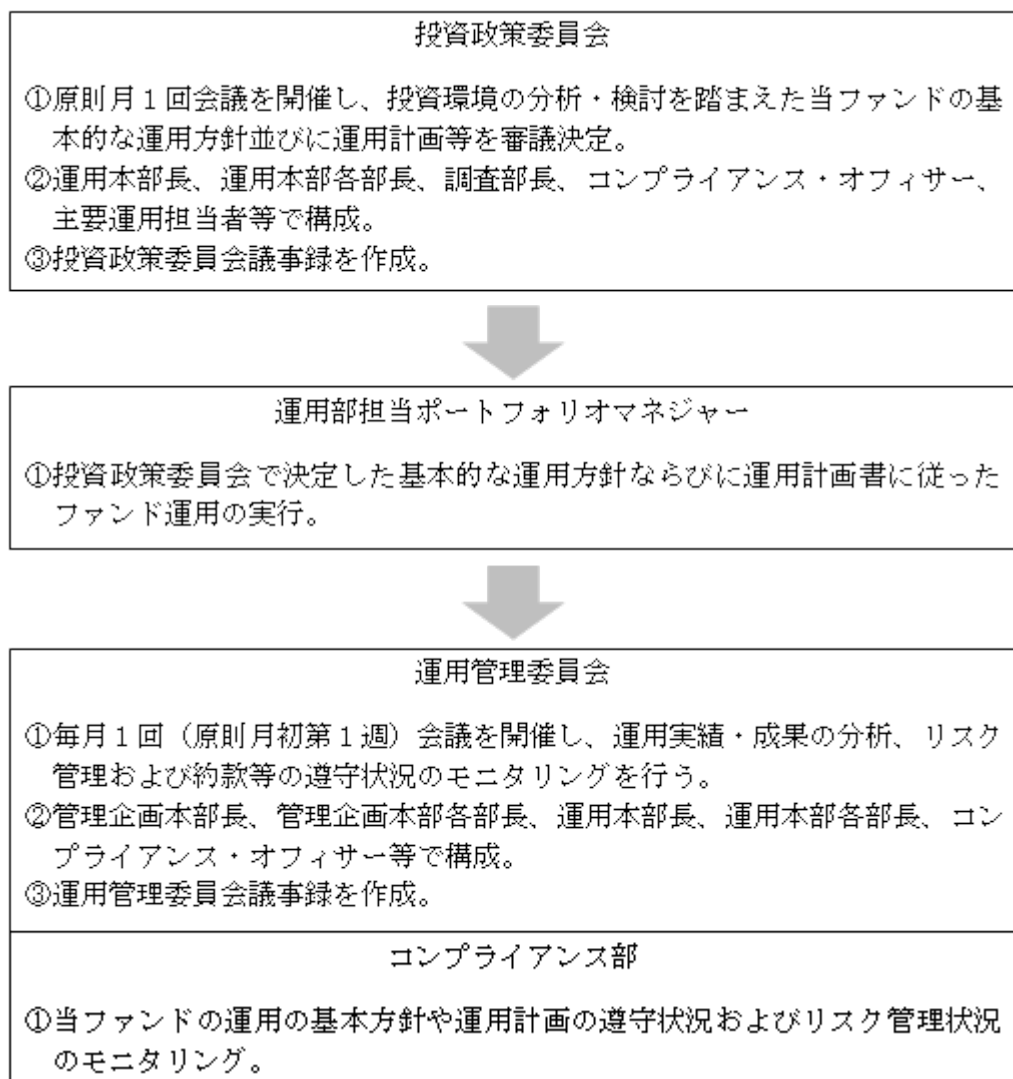 投資政策委員会
①原則月１回会議を開催し、投資環境の分析・検討を踏まえた当ファンドの基
本的な運用方針並びに運用計画等を審議決定。
②運用本部長、運用本部各部長、調査部長、コンプライアンス・オフィサー、
主要運用担当者等で構成。
③投資政策委員会議事録を作成。
運用部担当ポートフォリオマネジャー
①投資政策委員会で決定した基本的な運用方針ならびに運用計画書に従った
ファンド運用の実行。
運用管理委員会
①毎月１回（原則月初第１週）会議を開催し、運用実績・成果の分析、リスク
管理および約款等の遵守状況のモニタリングを行う。
②管理企画本部長、管理企画本部各部長、運用本部長、運用本部各部長、コン
プライアンス・オフィサー等で構成。
③運用管理委員会議事録を作成。
コンプライアンス部
①当ファンドの運用の基本方針や運用計画の遵守状況およびリスク管理状況
のモニタリング。